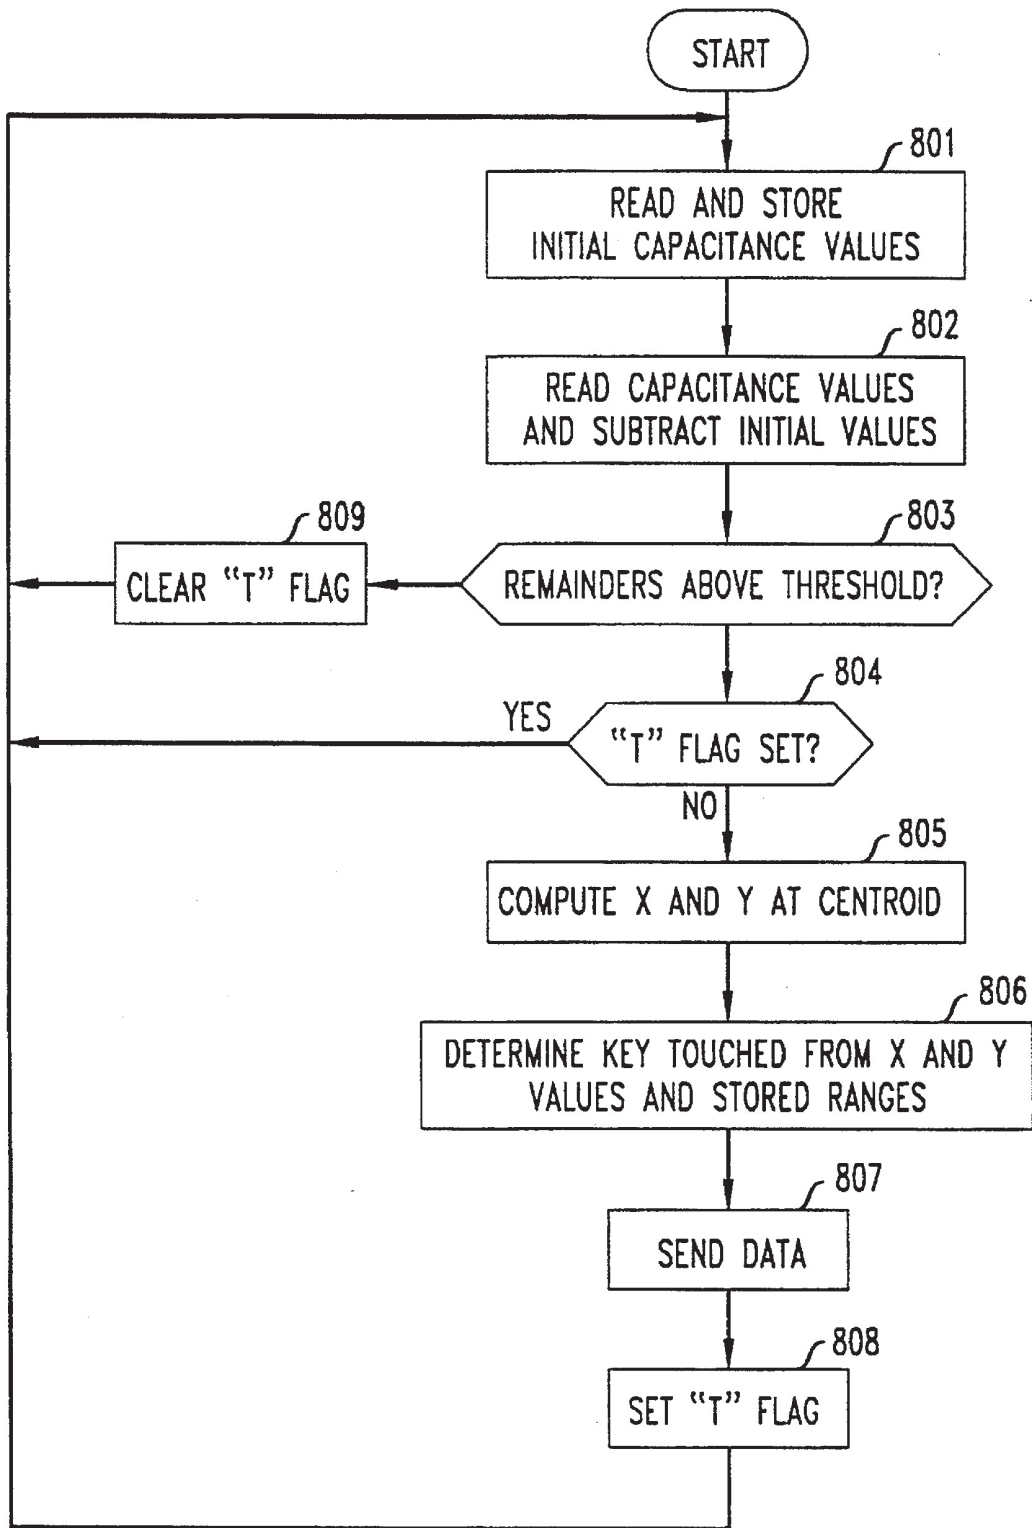 START
801
READ AND STORE
INITIAL CAPACITANCE VALUES
802
READ CAPACITANCE VALUES
AND SUBTRACT INITIAL VALUES
809
803
CLEAR “T” FLAG
REMAINDERS ABOVE THRESHOLD?
804
YES
“T” FLAG SET?
NO
805
COMPUTE X AND Y AT CENTROID
806
DETERMINE KEY TOUCHED FROM X AND Y
VALUES AND STORED RANGES
807
SEND DATA
808
SET “T” FLAG